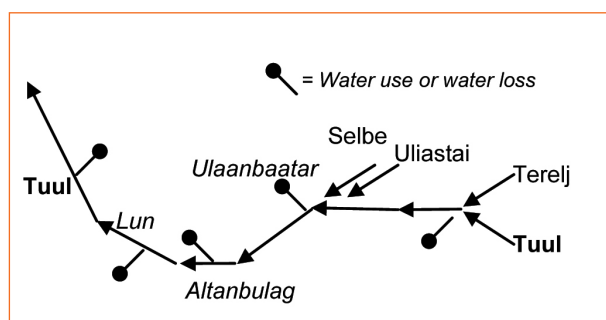 = Water use or water loss
Selbe
Uliastai
Ulaanbaatar
Terelj
Tuul
Lun
Tuul
Altanbulag